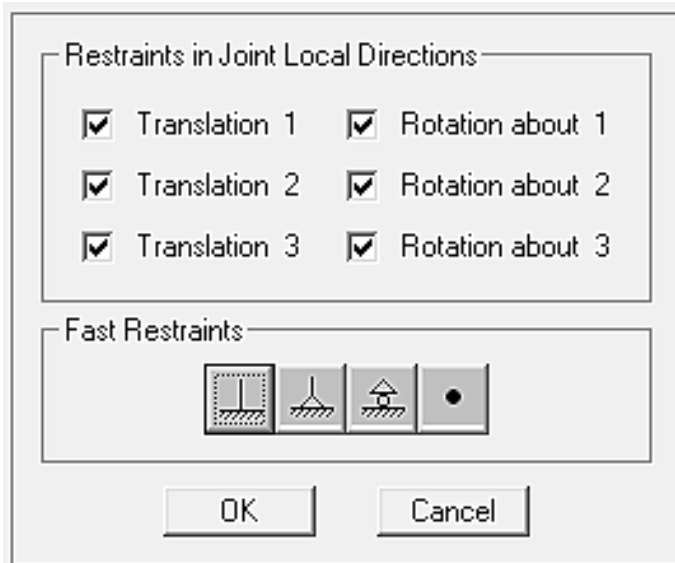 Restraints in Joint Local Directions
Translation 1 Rotation about 1
Translation 2 Rotation about 2
Translation 3 Rotation about 3
Fast Restraints
OK Cancel